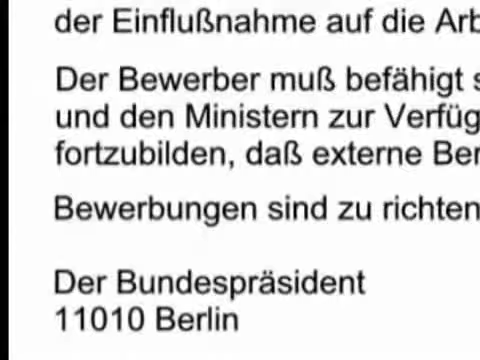 der Einflußnahme auf die Arb
Der Bewerber muß befähigt s
und den Ministern zur Verfüg
fortzubilden, daß externe Ber
Bewerbungen sind zu richten
Der Bundespräsident
11010 Berlin